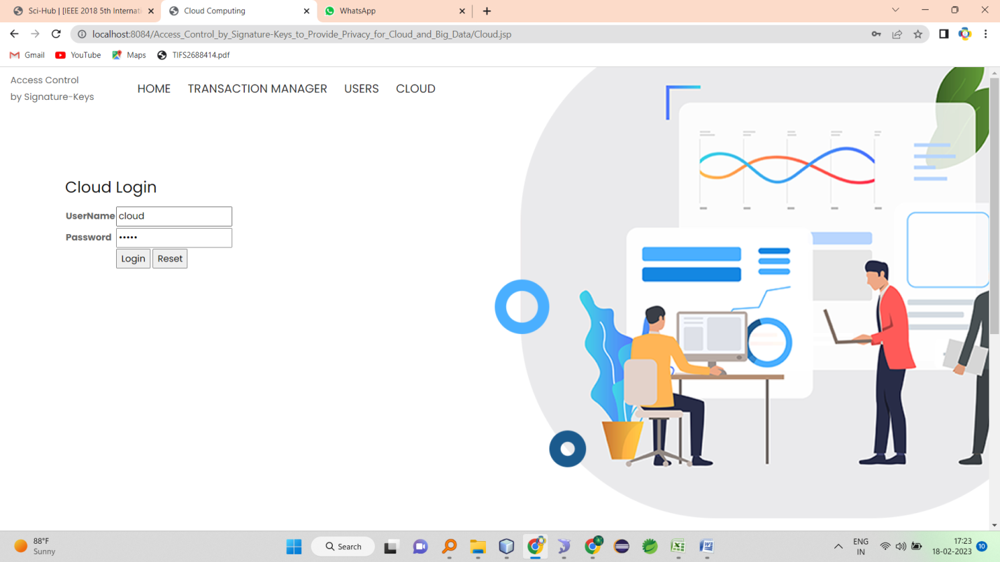 Sci-Hub | [IEEE 2018 5th Internati
Cloud Computing
WhatsApp
localhost:8084/Access_Control_by_Signature-Keys_to_Provide_Privacy_for_Cloud_and_Big_Data/Cloud.jsp
Gmail YouTube Maps TIFS2688414.pdf
Access Control
by Signature-Keys
HOME TRANSACTION MANAGER USERS CLOUD
Cloud Login
UserName cloud
Password •••••
Login Reset
88°F
Sunny
Search
ENG
IN
17:23
18-02-2023
10